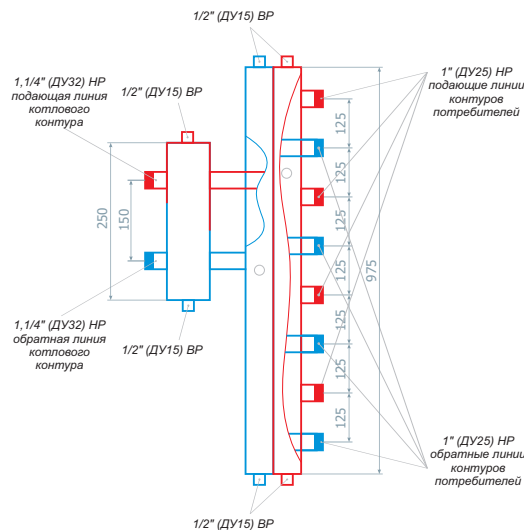 1/2" (ДУ15) ВР
1,1/4" (ДУ32) НР
подающая линия
котлового
контура
1/2" (ДУ15) ВР
1" (ДУ25) НР
подающие линии
контуров
потребителей
125
125
125
125
125
125
125
975
250
150
1,1/4" (ДУ32) НР
обратная линия
котлового
контура
1/2" (ДУ15) ВР
1" (ДУ25) НР
обратные линии
контуров
потребителей
1/2" (ДУ15) ВР